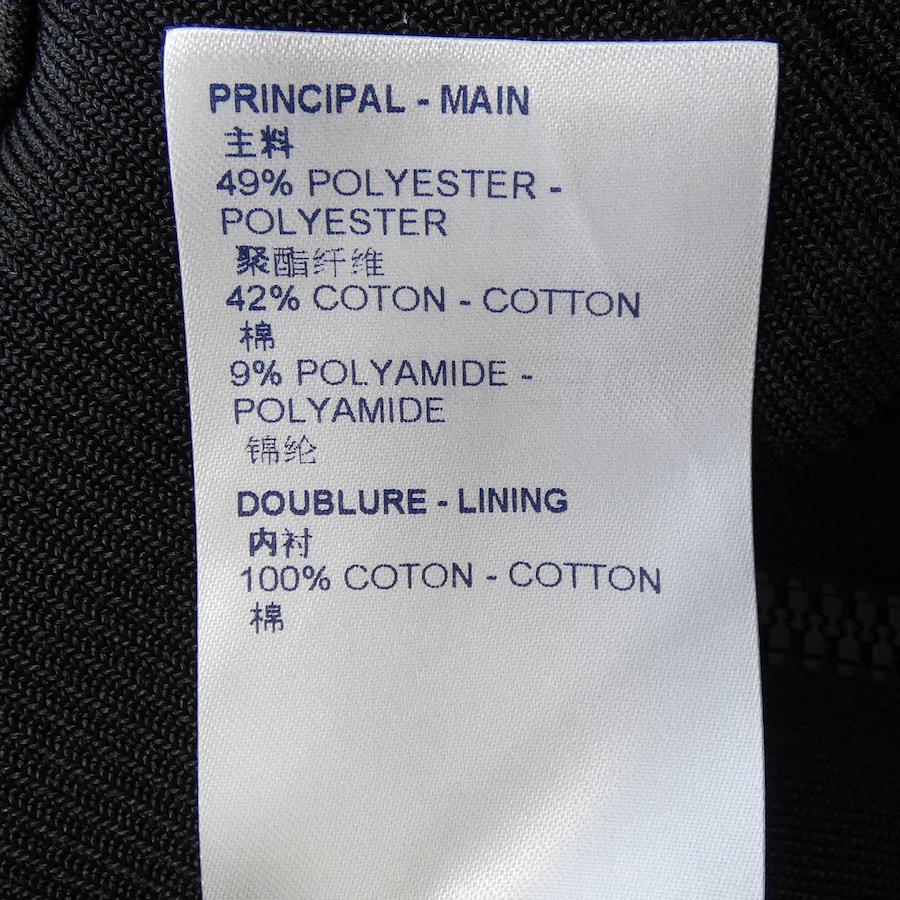 PRINCIPAL - MAIN
主料
49% POLYESTER -
POLYESTER
聚酯纤维
42% COTON - COTTON
棉
9% POLYAMIDE -
POLYAMIDE
锦纶
DOUBLURE - LINING
内衬
100% COTON - COTTON
棉